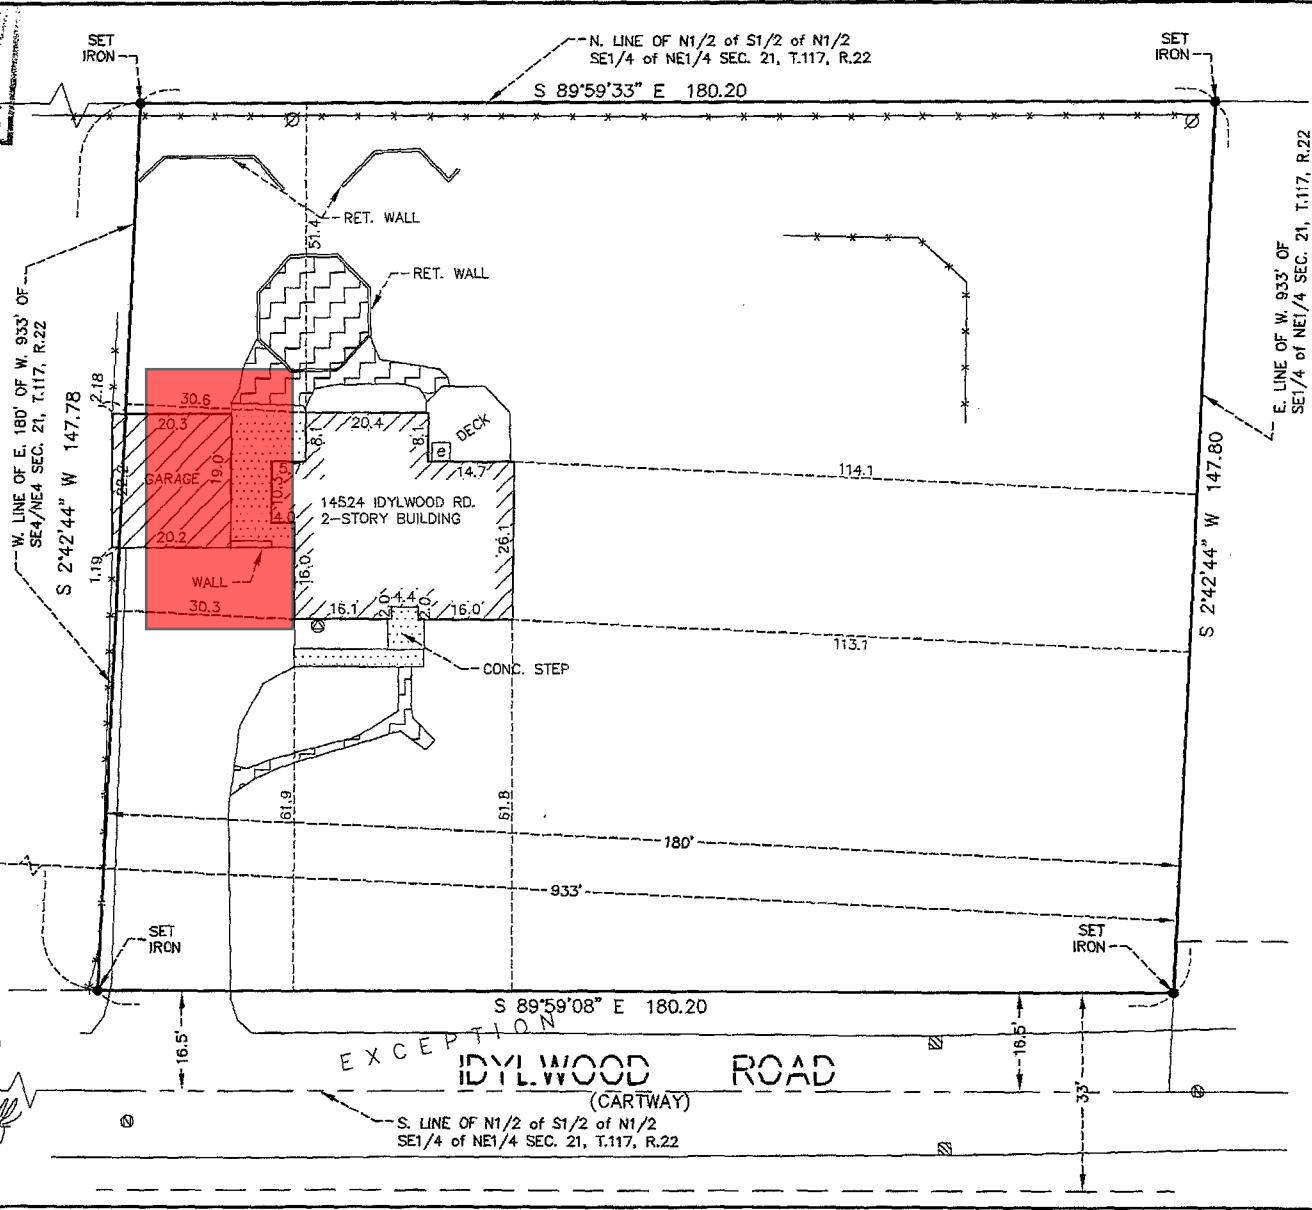 SET
IRON
N. LINE OF N1/2 of S1/2 of N1/2
SE1/4 of NE1/4 SEC. 21, T.117, R.22
SET
IRON
S 89°59'33" E 180.20
RET. WALL
51.4
RET. WALL
W. LINE OF E. 180' OF W. 933' OF
SE4/NE4 SEC. 21, T.117, R.22
S 2°42'44" W 147.78
E. LINE OF W. 933' OF
SE1/4 of NE1/4 SEC. 21, T.117, R.22
S 2°42'44" W 147.80
2.18
30.6
20.3
20.4
8.1
8.1
DECK
e
14.7
114.1
GARAGE
19.0
22.2
10.3
5.
4.0
14524 IDYLWOOD RD.
2-STORY BUILDING
26.1
20.2
1.19
WALL
16.0
30.3
16.1
2.0
4.4
2.0
16.0
113.1
CONC. STEP
61.9
61.8
180'
933'
SET
IRON
SET
IRON
S 89°59'08" E 180.20
16.5'
EXCEPTION
16.5'
IDYLWOOD ROAD
(CARTWAY)
33'
S. LINE OF N1/2 of S1/2 of N1/2
SE1/4 of NE1/4 SEC. 21, T.117, R.22